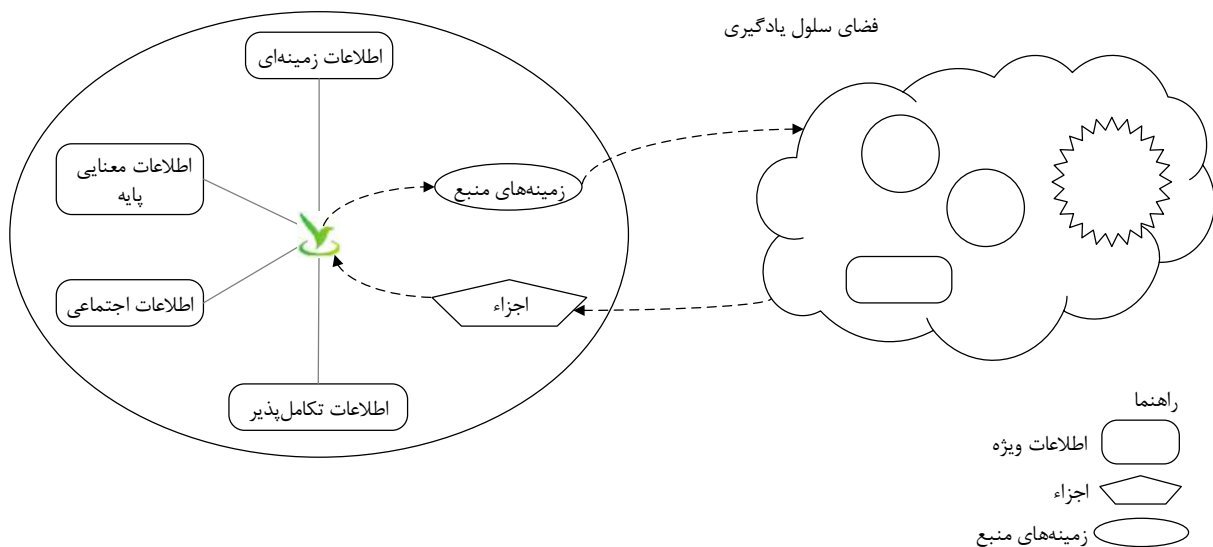 فضای سلول یادگیری
اطلاعات زمینه‌ای
اطلاعات معنایی
پایه
زمینه‌های منبع
اطلاعات اجتماعی
اجزاء
اطلاعات تکامل‌پذیر
راهنما
اطلاعات ویژه
اجزاء
زمینه‌های منبع